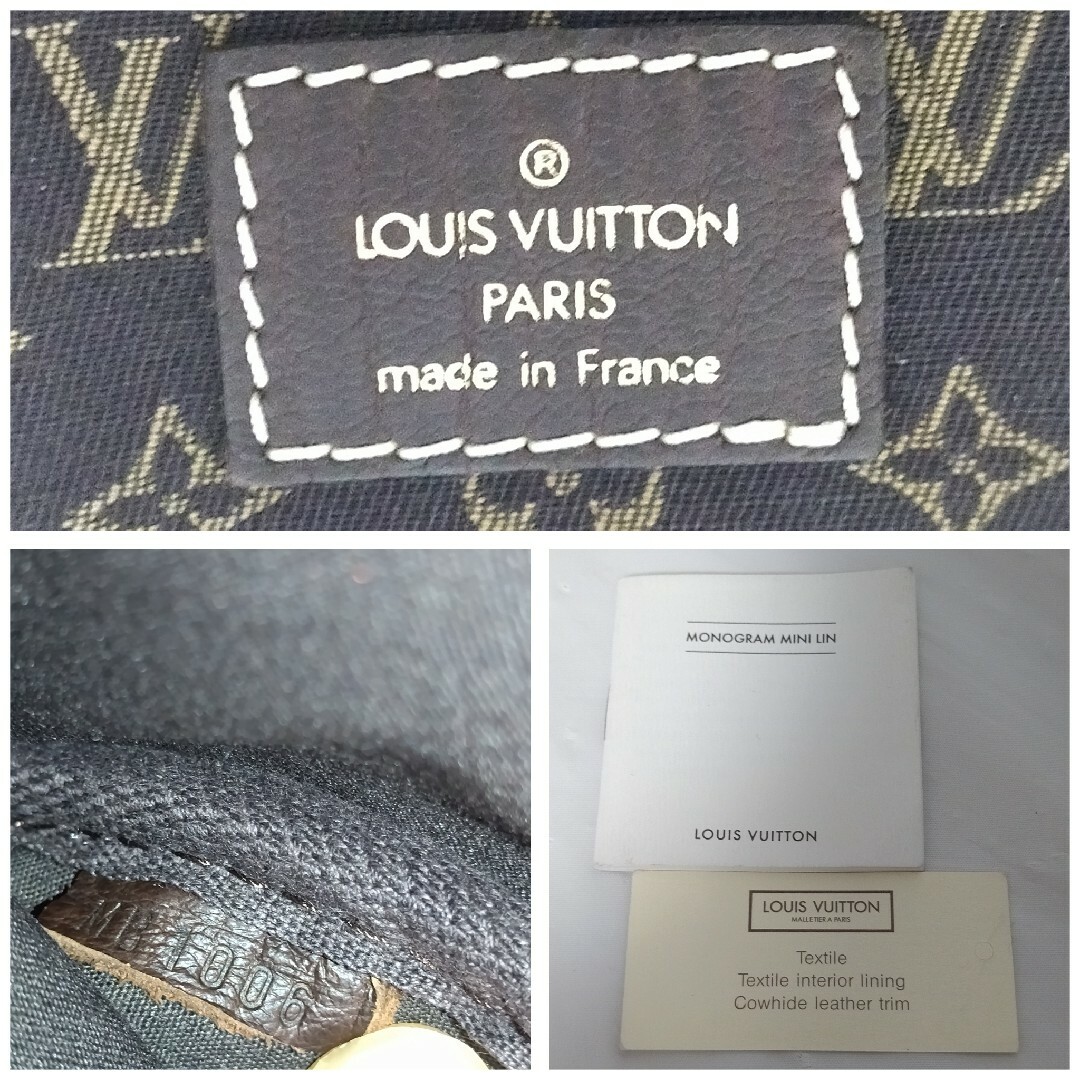 ®
LOUIS VUITTON
PARIS
made in France
MB1006
MONOGRAM MINI LIN
LOUIS VUITTON
LOUIS VUITTON
MALLETIER A PARIS
Textile
Textile interior lining
Cowhide leather trim